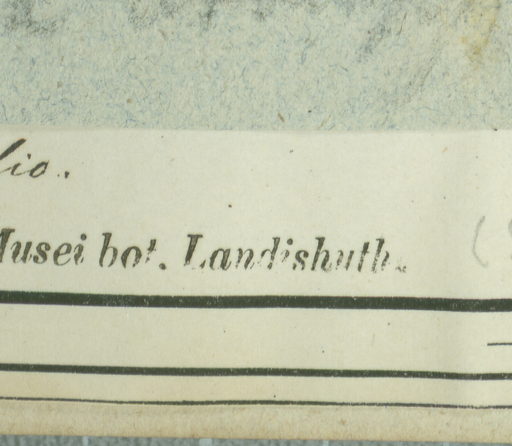 lio.
Musei bot. Landishuth.